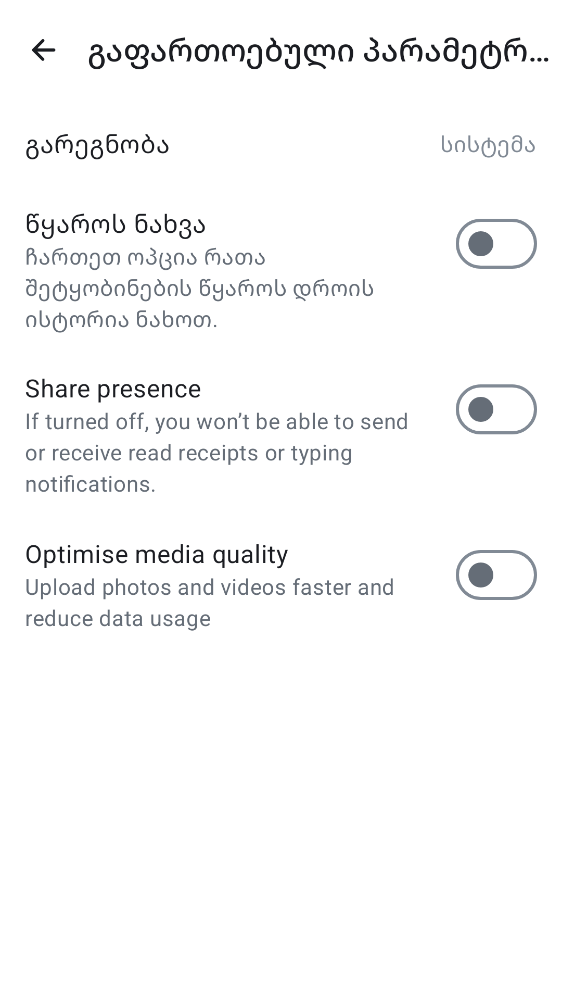 გაფართოებული პარამეტრ...
გარეგნობა
სისტემა
წყაროს ნახვა
ჩართეთ ოპცია რათა
შეტყობინების წყაროს დროის
ისტორია ნახოთ.
Share presence
If turned off, you won’t be able to send
or receive read receipts or typing
notifications.
Optimise media quality
Upload photos and videos faster and
reduce data usage